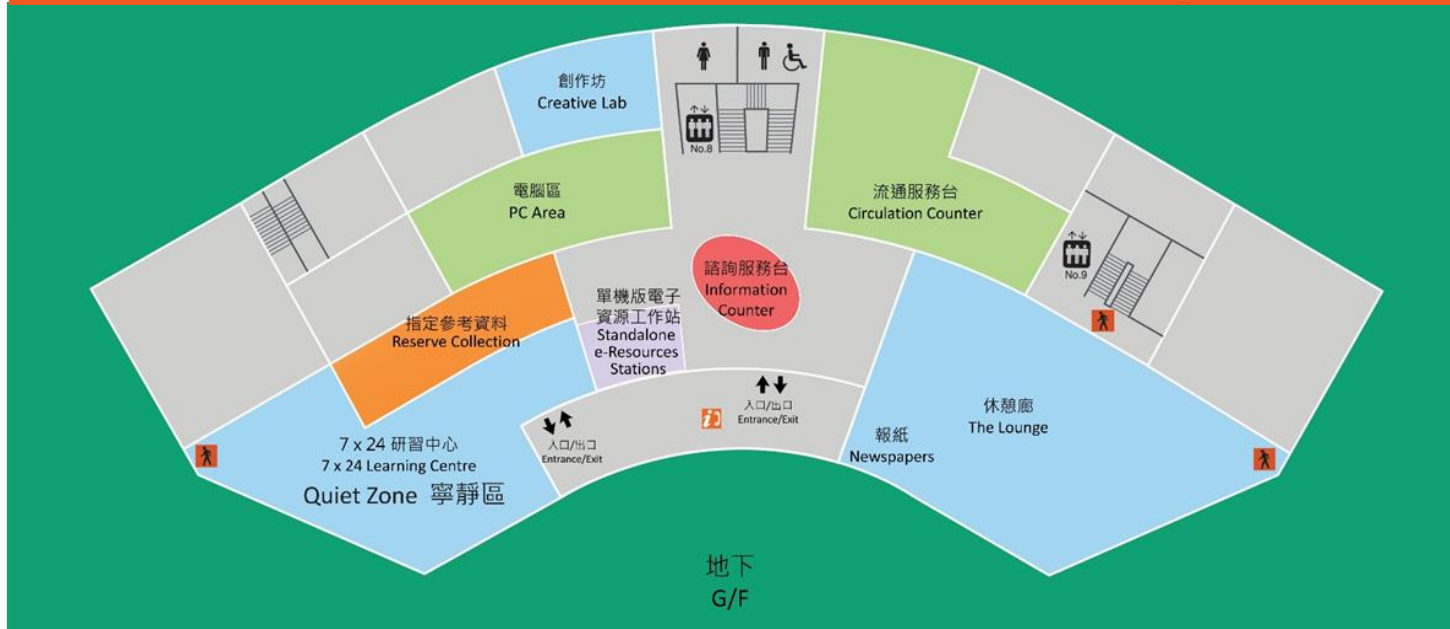 創作坊
Creative Lab
No.8
電腦區
PC Area
流通服務台
Circulation Counter
No.9
諮詢服務台
Information
Counter
單機版電子
資源工作站
Standalone
e-Resources
Stations
指定參考資料
Reserve Collection
入口/出口
Entrance/Exit
入口/出口
Entrance/Exit
休憩廊
The Lounge
報紙
Newspapers
7 x 24 研習中心
7 x 24 Learning Centre
Quiet Zone 寧靜區
地下
G/F